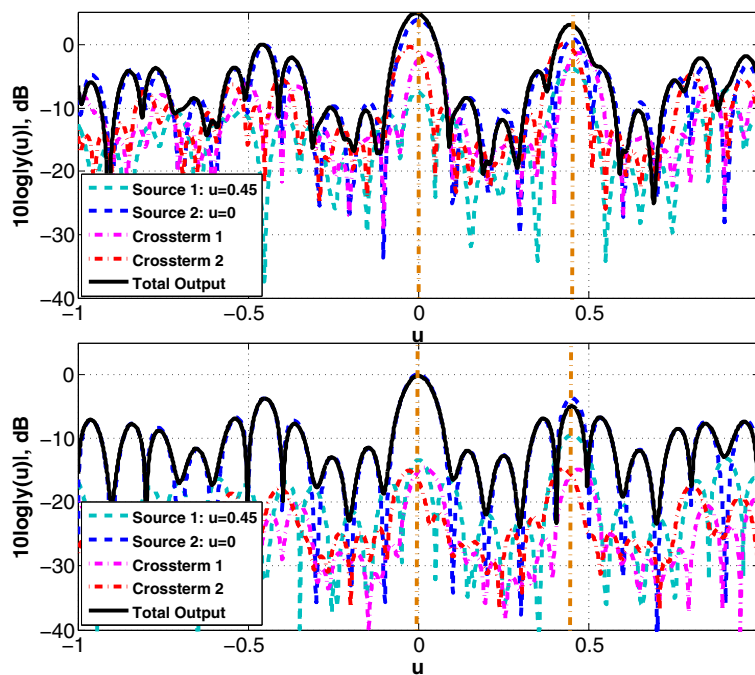 0
−10
−20
−30
−40
10log|y(u)|, dB
Source 1: u=0.45
Source 2: u=0
Crossterm 1
Crossterm 2
Total Output
−1
−0.5
0
0.5
u
0
−10
−20
−30
−40
10log|y(u)|, dB
Source 1: u=0.45
Source 2: u=0
Crossterm 1
Crossterm 2
Total Output
−1
−0.5
0
0.5
u